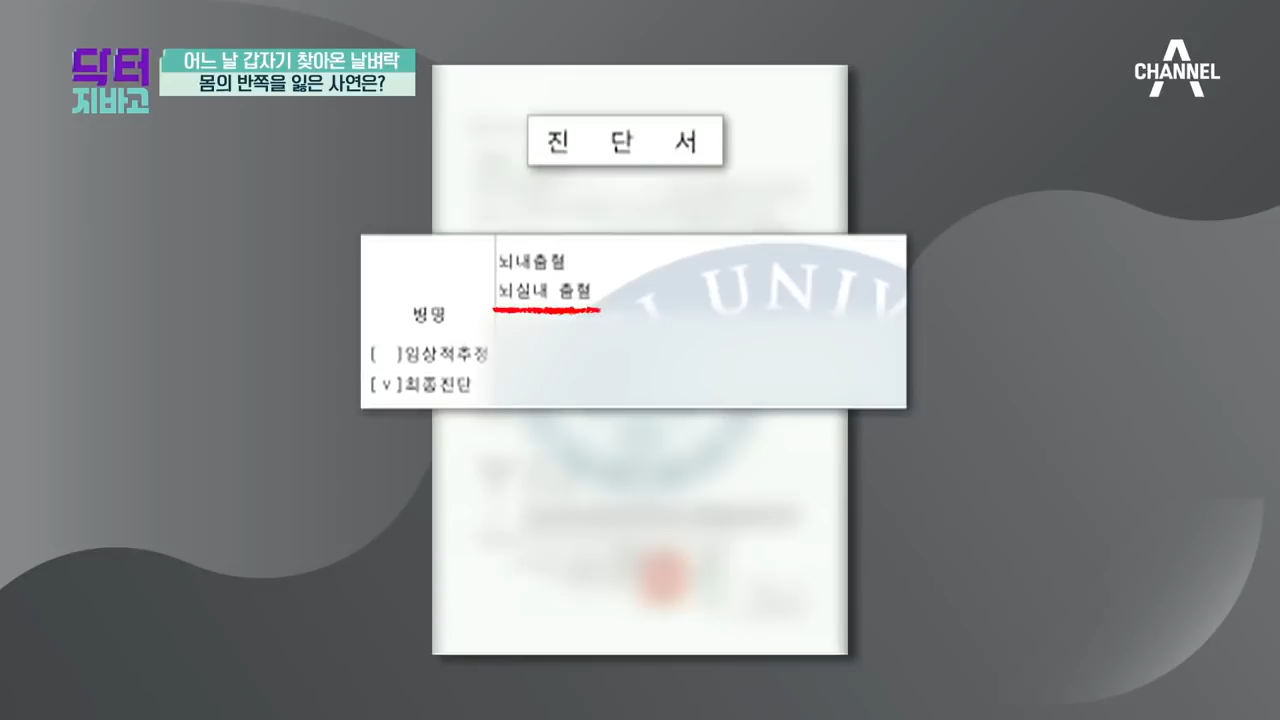 닥터
지바고
어느 날 갑자기 찾아온 날벼락
몸의 반쪽을 잃은 사연은?
CHANNEL A
진 단 서
뇌내출혈
뇌실내 출혈
병명
[ ]임상적추정
[v]최종진단
UNIV